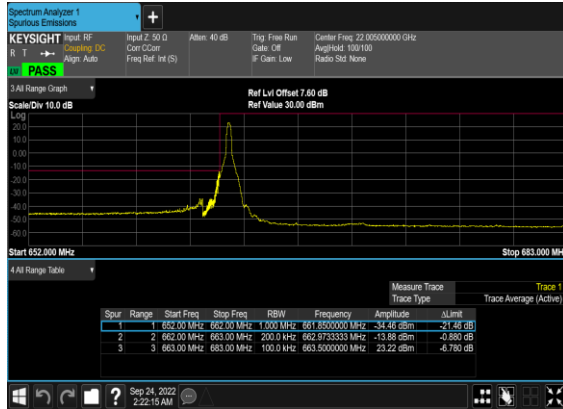 Spectrum Analyzer 1
Spurious Emissions
+
KEYSIGHT Input: RF Input Z: 50 Ω Atten: 40 dB Trig: Free Run Center Freq: 22.005000000 GHz
R T Coupling: DC Corr CCorr Gate: Off Avg|Hold: 100/100
Align: Auto Freq Ref: Int (S) IF Gain: Low Radio Std: None
PASS
3 All Range Graph
Ref Lvl Offset 7.60 dB
Scale/Div 10.0 dB Ref Value 30.00 dBm
Log
20.0
10.0
0.00
-10.0
-20.0
-30.0
-40.0
-50.0
-60.0
Start 652.000 MHz Stop 683.000 MHz
4 All Range Table
Measure Trace Trace 1
Trace Type Trace Average (Active)
Spur Range Start Freq Stop Freq RBW Frequency Amplitude ΔLimit
1 1 652.00 MHz 662.00 MHz 1.000 MHz 661.8500000 MHz -34.46 dBm -21.46 dB
2 2 662.00 MHz 663.00 MHz 200.0 kHz 662.9733333 MHz -13.88 dBm -0.880 dB
3 3 663.00 MHz 683.00 MHz 100.0 kHz 663.5000000 MHz 23.22 dBm -6.780 dB
?
Sep 24, 2022
2:22:15 AM